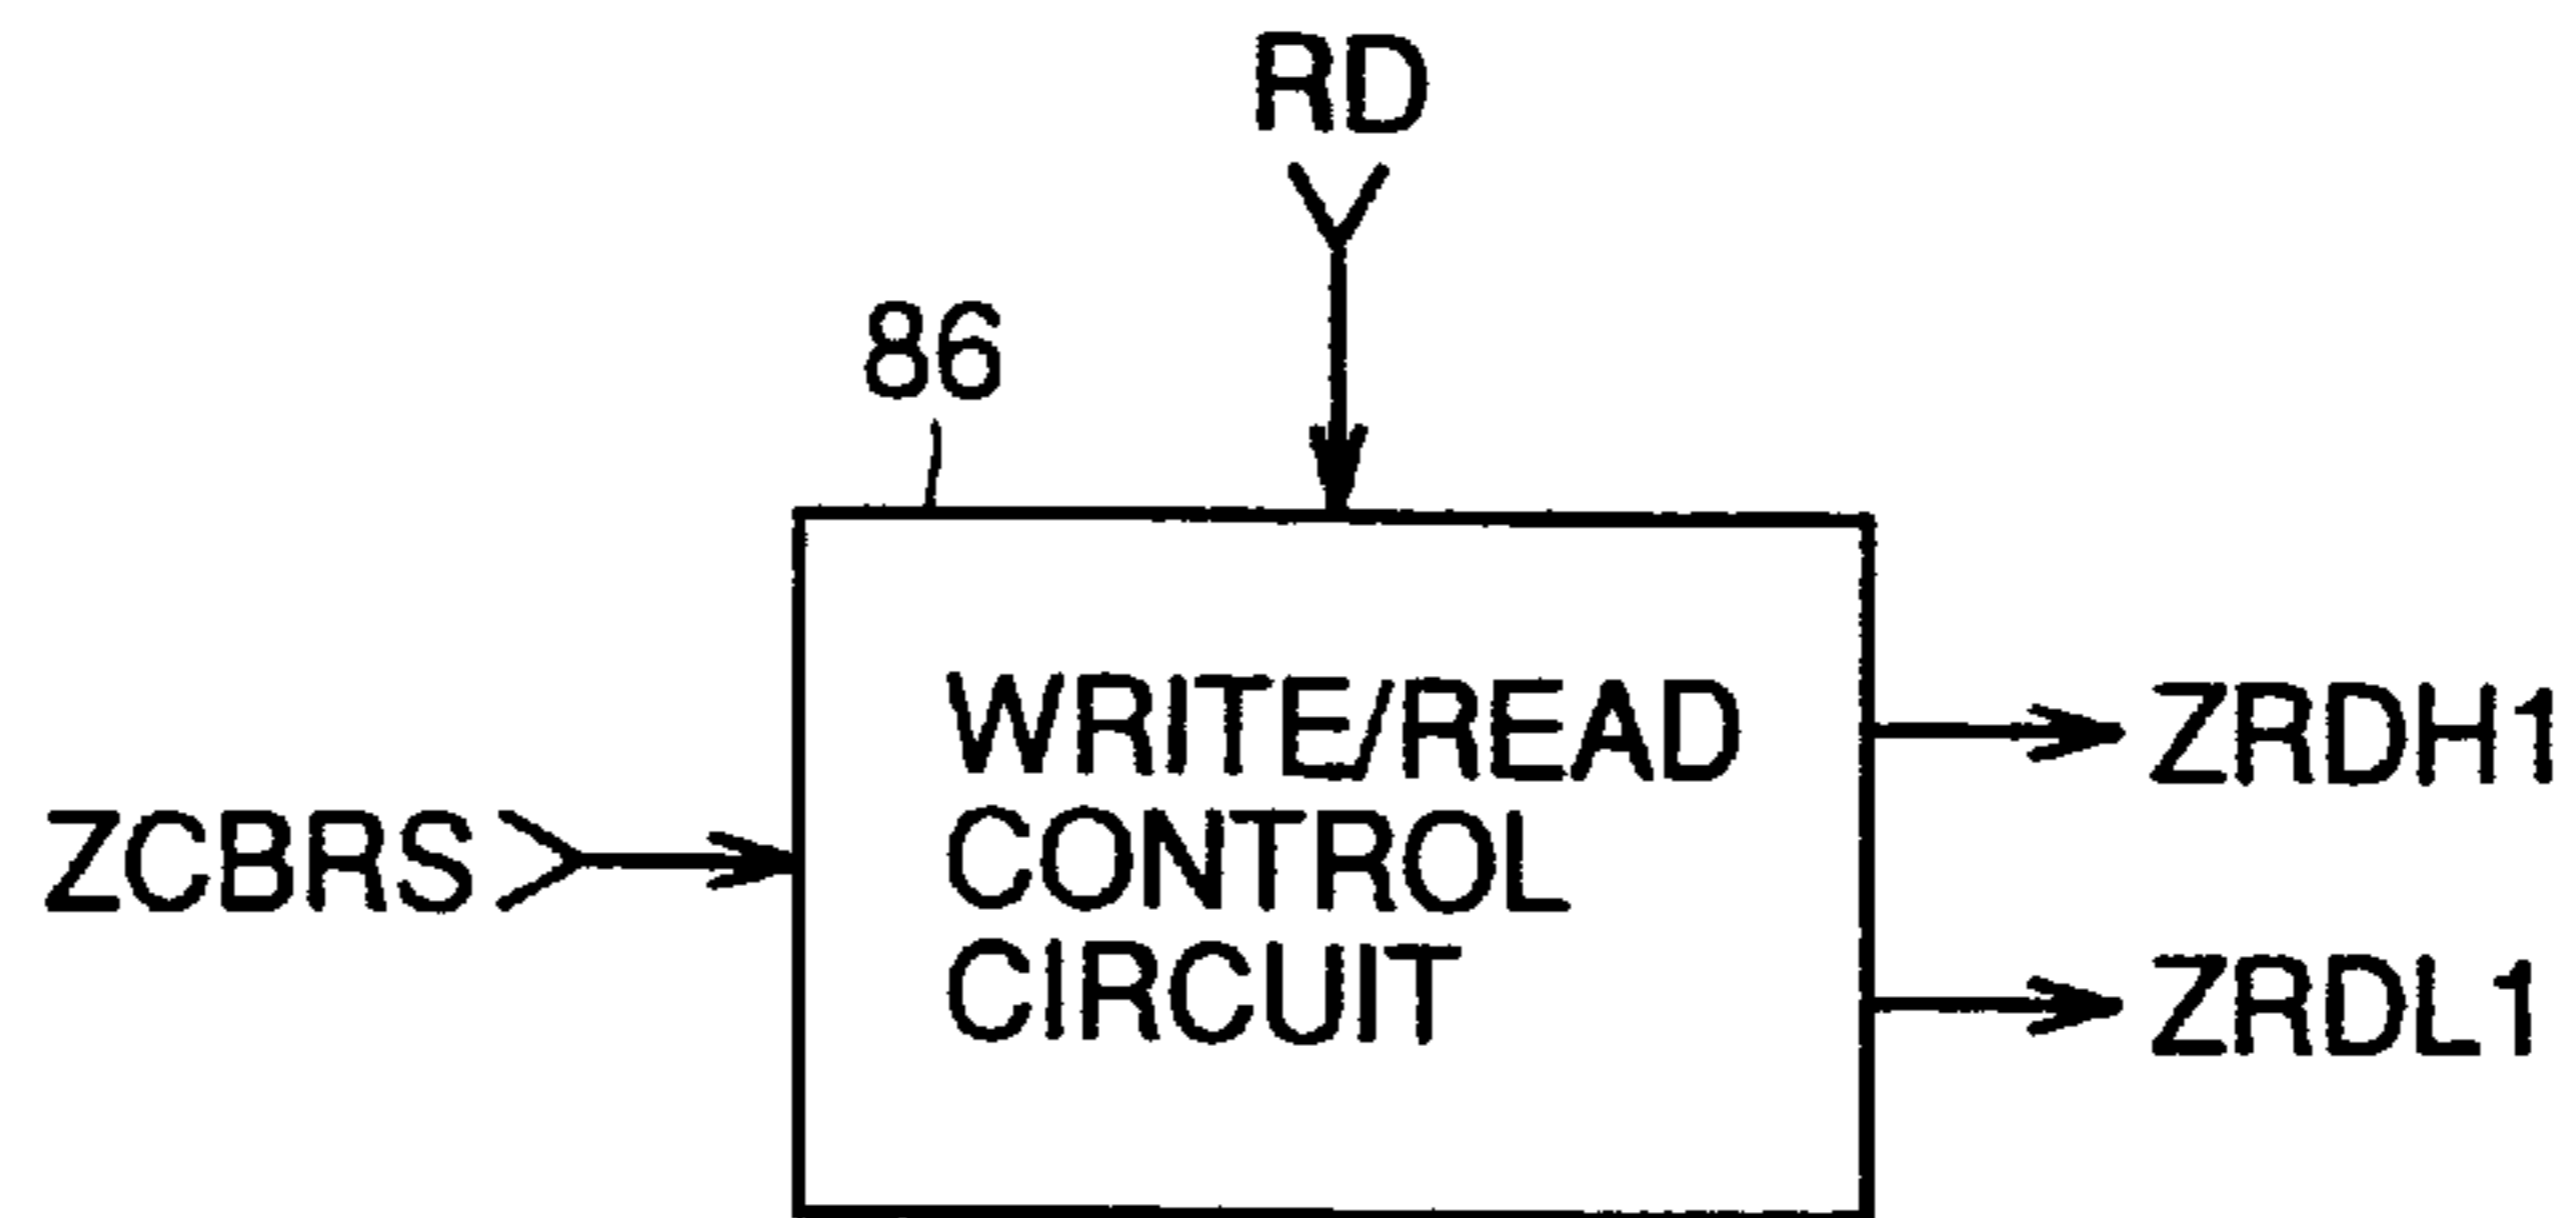 RD
86
WRITE/READ
CONTROL
CIRCUIT
ZCBRS
ZRDH1
ZRDL1